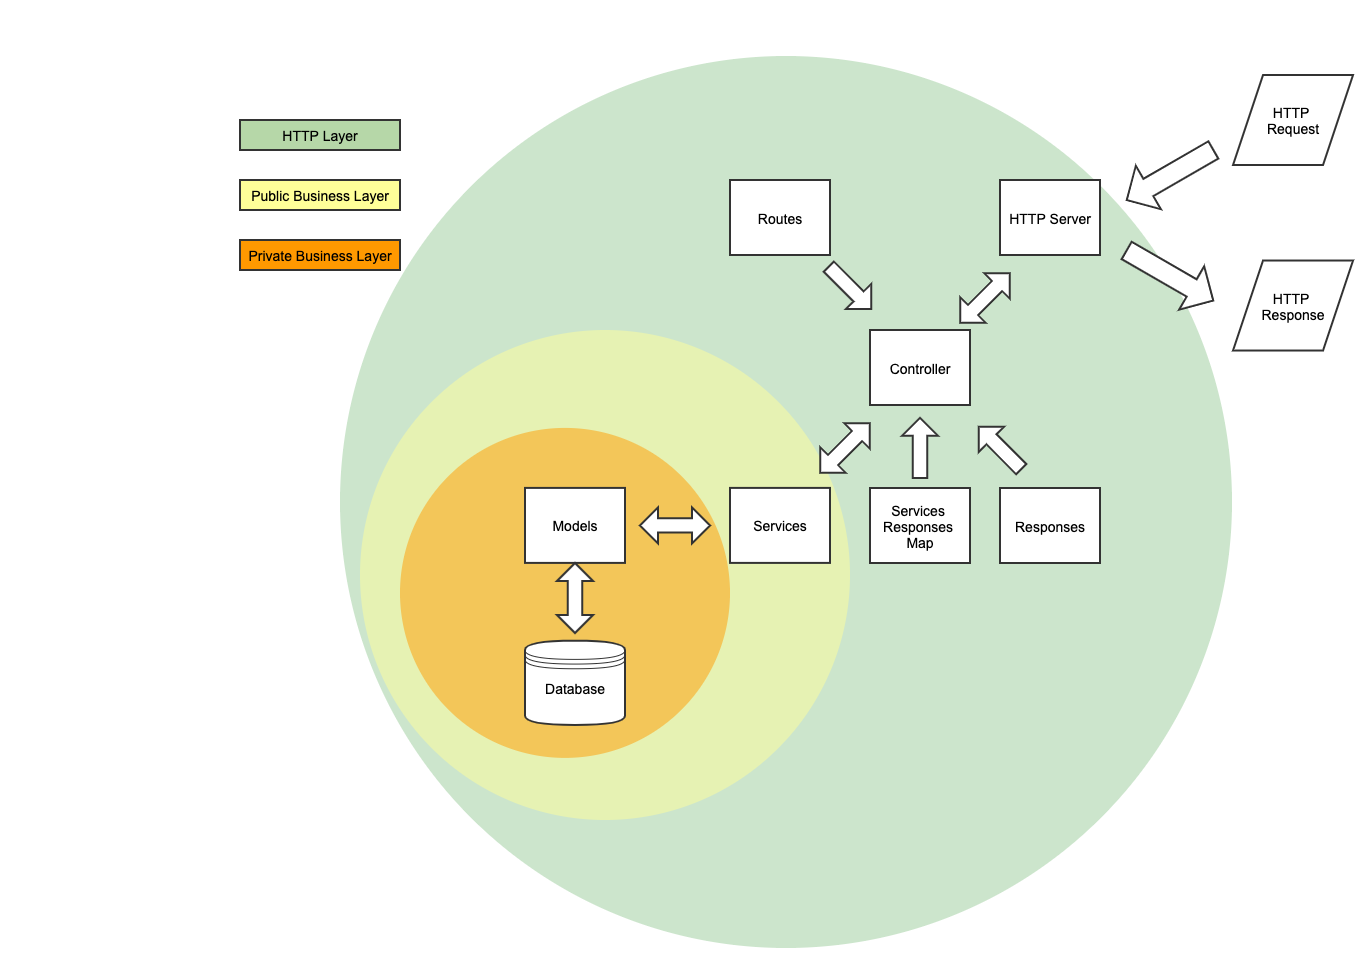 HTTP
Request
HTTP Layer
Public Business Layer
Routes
HTTP Server
Private Business Layer
HTTP
Response
Controller
Models
Services
Services
Responses
Map
Responses
Database